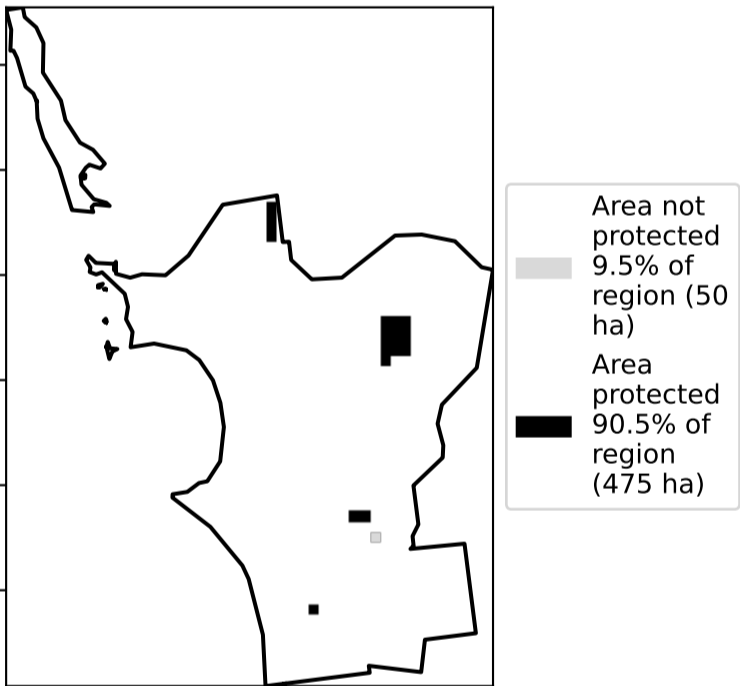 Area not
protected
9.5% of
region (50
ha)
Area
protected
90.5% of
region
(475 ha)